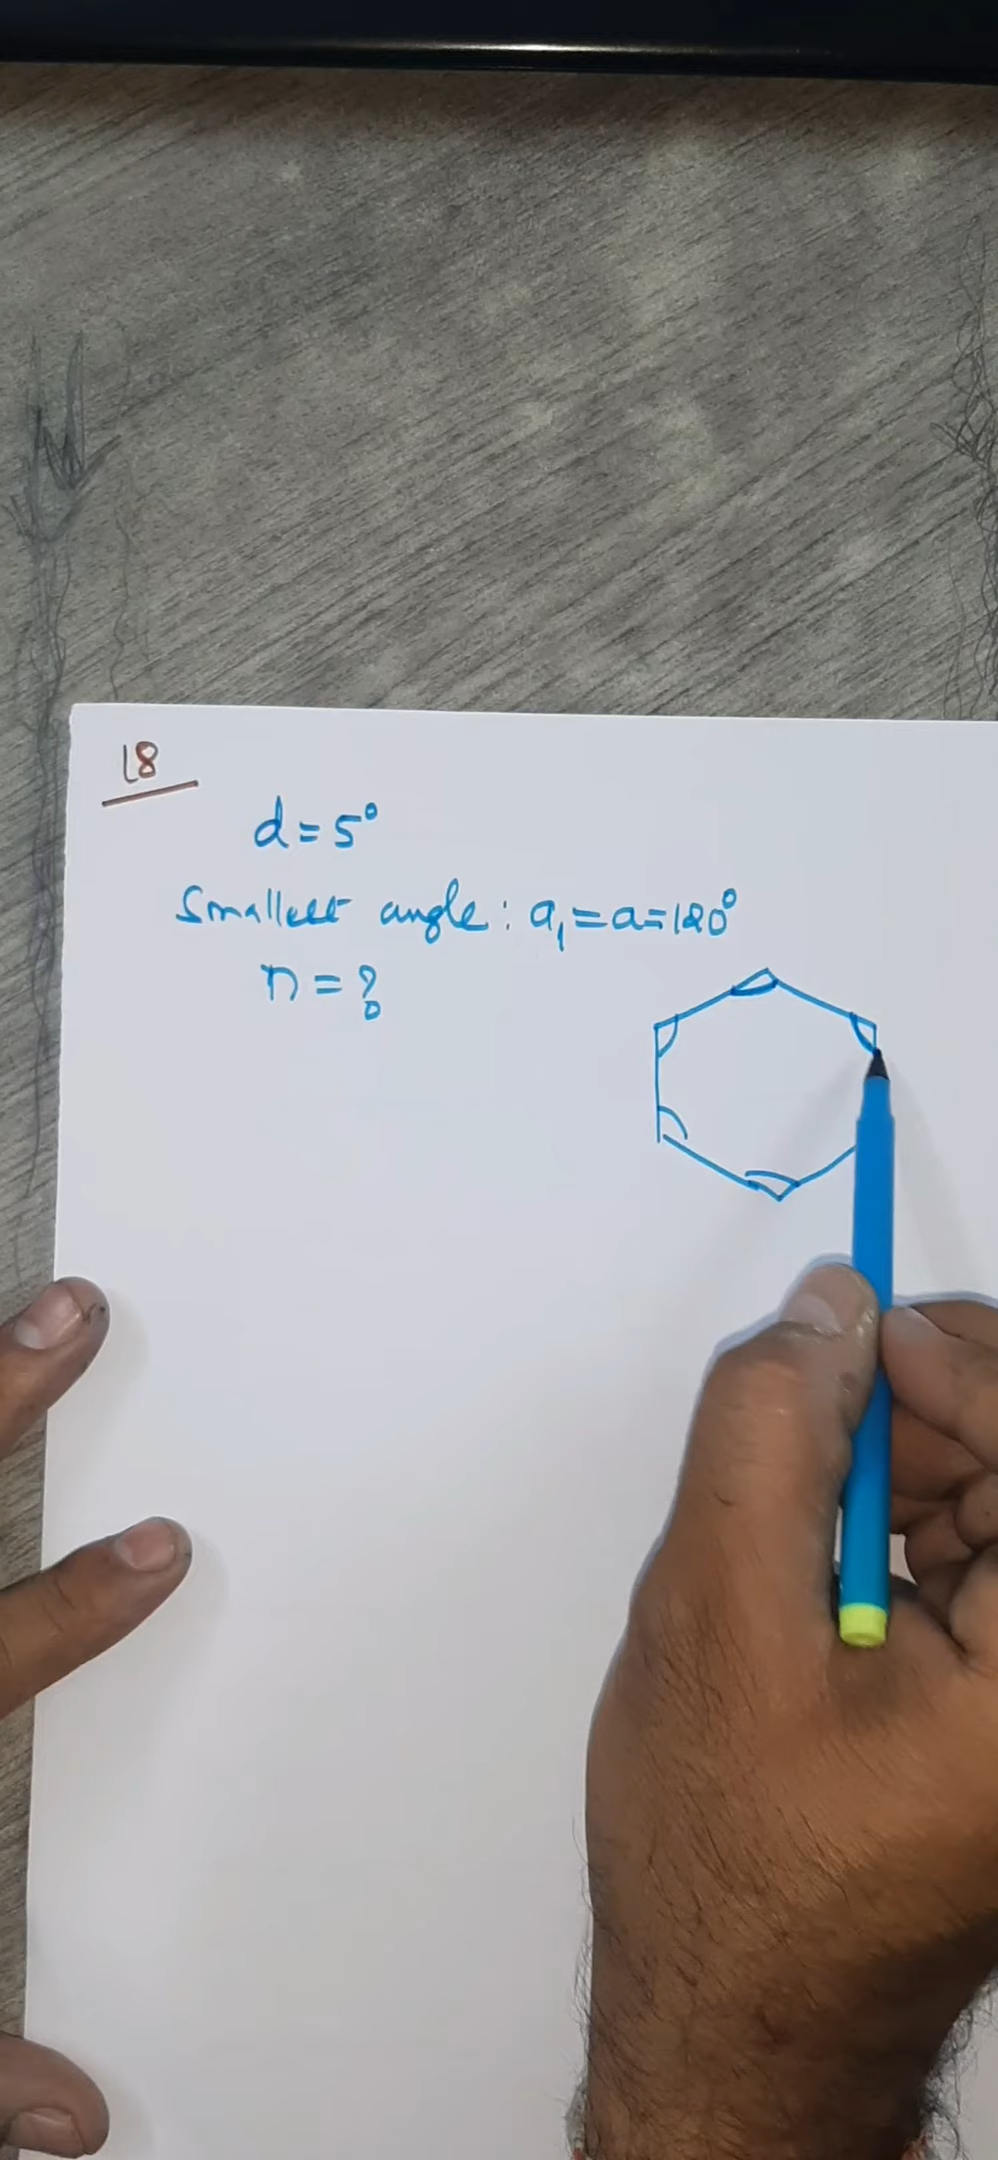 18
d = 5°
Smallest angle : a₁ = a = 120°
n = ?